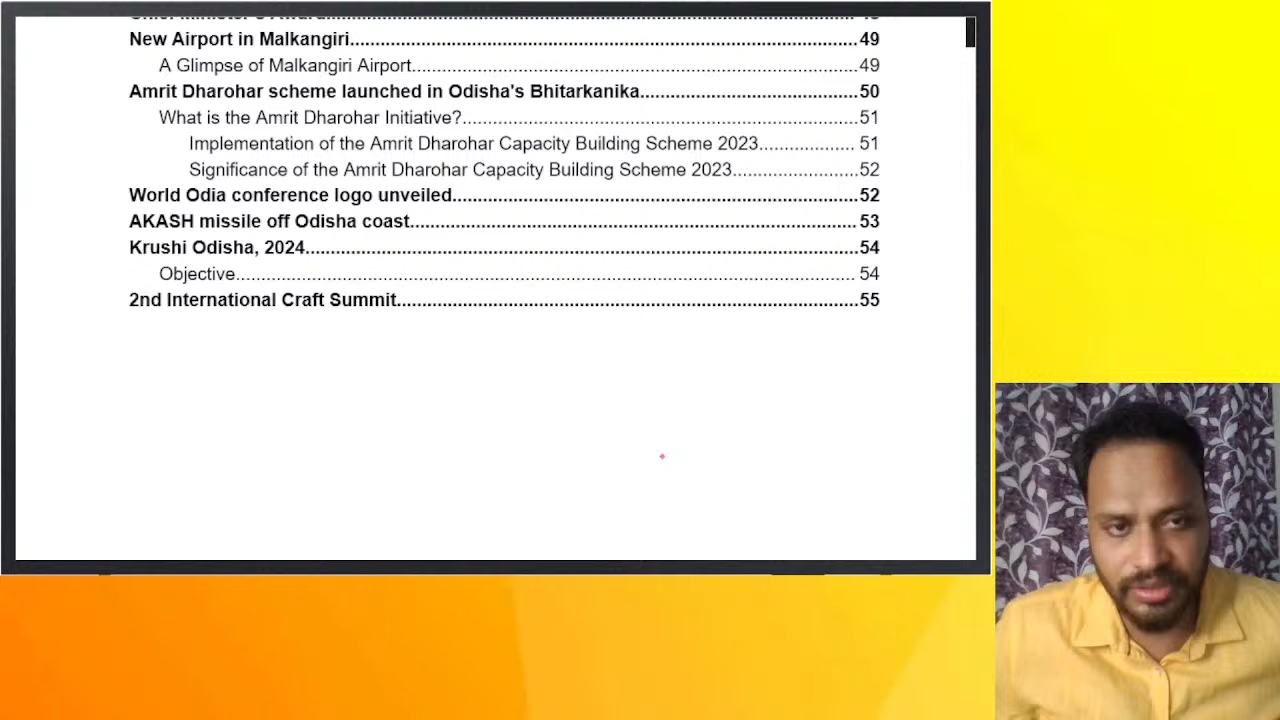 New Airport in Malkangiri........49
A Glimpse of Malkangiri Airport........49
Amrit Dharohar scheme launched in Odisha's Bhitarkanika........50
What is the Amrit Dharohar Initiative?........51
Implementation of the Amrit Dharohar Capacity Building Scheme 2023........51
Significance of the Amrit Dharohar Capacity Building Scheme 2023........52
World Odia conference logo unveiled........52
AKASH missile off Odisha coast........53
Krushi Odisha, 2024........54
Objective........54
2nd International Craft Summit........55